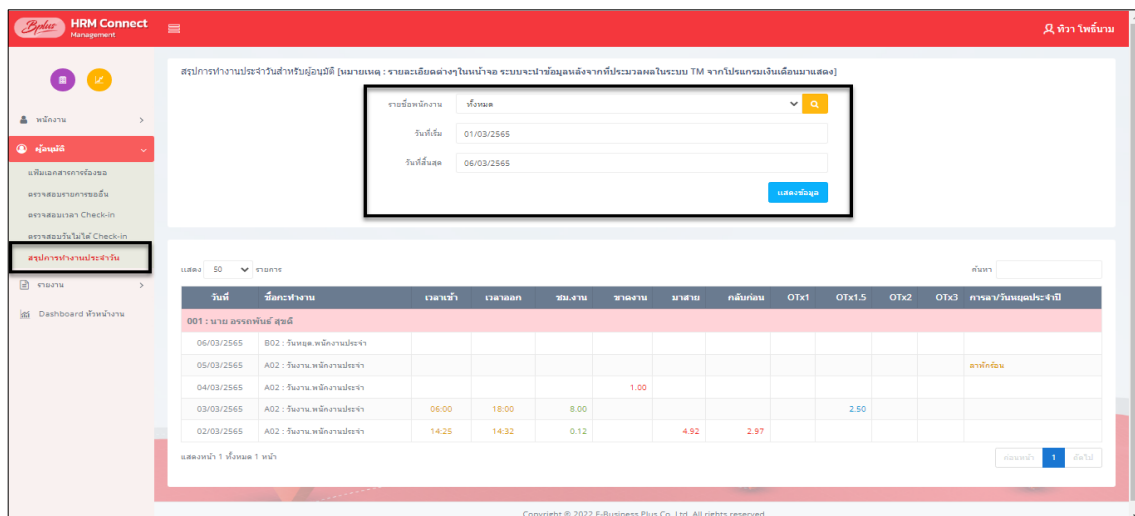 Bplus HRM Connect
Management
ทิวา โพธิ์นาม
สรุปการทำงานประจำวันสำหรับผู้อนุมัติ [หมายเหตุ : รายละเอียดต่างๆในหน้าจอ ระบบจะนำข้อมูลหลังจากที่ประมวลผลในระบบ TM จากโปรแกรมเงินเดือนมาแสดง]
รายชื่อพนักงาน ทั้งหมด
วันที่เริ่ม 01/03/2565
วันที่สิ้นสุด 06/03/2565
แสดงข้อมูล
พนักงาน
ผู้อนุมัติ
แฟ้มเอกสารการร้องขอ
ตรวจสอบรายการขออื่น
ตรวจสอบเวลา Check-in
ตรวจสอบวันไม่ได้ Check-in
สรุปการทำงานประจำวัน
รายงาน
Dashboard หัวหน้างาน
แสดง 50 รายการ
ค้นหา
วันที่ ชื่อกะทำงาน เวลาเข้า เวลาออก ชม.งาน ขาดงาน มาสาย กลับก่อน OTx1 OTx1.5 OTx2 OTx3 การลา/วันหยุดประจำปี
001 : นาย อรรถพันธ์ สุขดี
06/03/2565 B02 : วันหยุด.พนักงานประจำ
05/03/2565 A02 : วันงาน.พนักงานประจำ ลาพักร้อน
04/03/2565 A02 : วันงาน.พนักงานประจำ 1.00
03/03/2565 A02 : วันงาน.พนักงานประจำ 06:00 18:00 8.00 2.50
02/03/2565 A02 : วันงาน.พนักงานประจำ 14:25 14:32 0.12 4.92 2.97
แสดงหน้า 1 ทั้งหมด 1 หน้า
ก่อนหน้า 1 ถัดไป
Copyright © 2022 E-Business Plus Co.,Ltd. All rights reserved